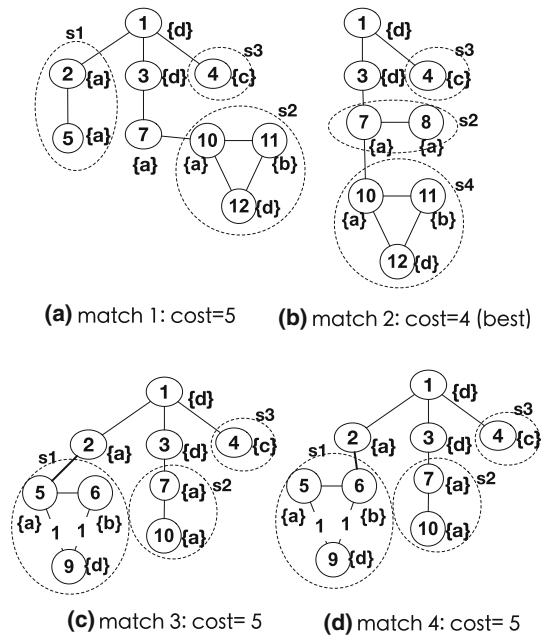 s1
1
{d}
s3
2
{a}
3
{d}
4
{c}
5
{a}
7
{a}
s2
10
{a}
11
{b}
12
{d}
(a) match 1: cost=5
1
{d}
s3
3
{d}
4
{c}
7
{a}
8
{a}
s2
s4
10
{a}
11
{b}
12
{d}
(b) match 2: cost=4 (best)
1
{d}
s3
s1
2
{a}
3
{d}
4
{c}
5
{a}
6
{b}
7
{a}
s2
1
1
10
{a}
9
{d}
(c) match 3: cost= 5
1
{d}
s3
s1
2
{a}
3
{d}
4
{c}
5
{a}
6
{b}
7
{a}
s2
1
1
10
{a}
9
{d}
(d) match 4: cost= 5